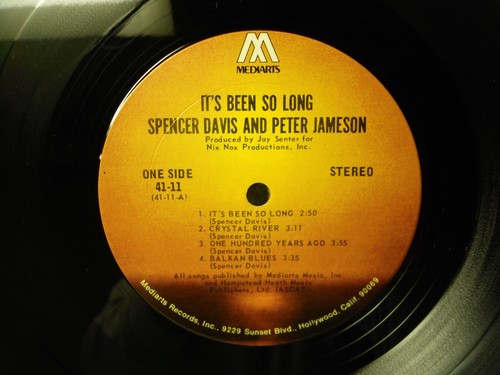 MEDIARTS
IT'S BEEN SO LONG
SPENCER DAVIS AND PETER JAMESON
Produced by Jay Senter for
Nix Nox Productions, Inc.
ONE SIDE
41-11
(41-11-A)
STEREO
1. IT'S BEEN SO LONG 2:50
(Spencer Davis)
2. CRYSTAL RIVER 3:11
(Spencer Davis)
3. ONE HUNDRED YEARS AGO 3:55
(Spencer Davis)
4. BALKAN BLUES 3:35
(Spencer Davis)
All songs published by Mediarts Music, Inc.
and Hampstead Heath Music
Publishers, Ltd. (ASCAP)
Mediarts Records, Inc., 9229 Sunset Blvd., Hollywood, Calif. 90069